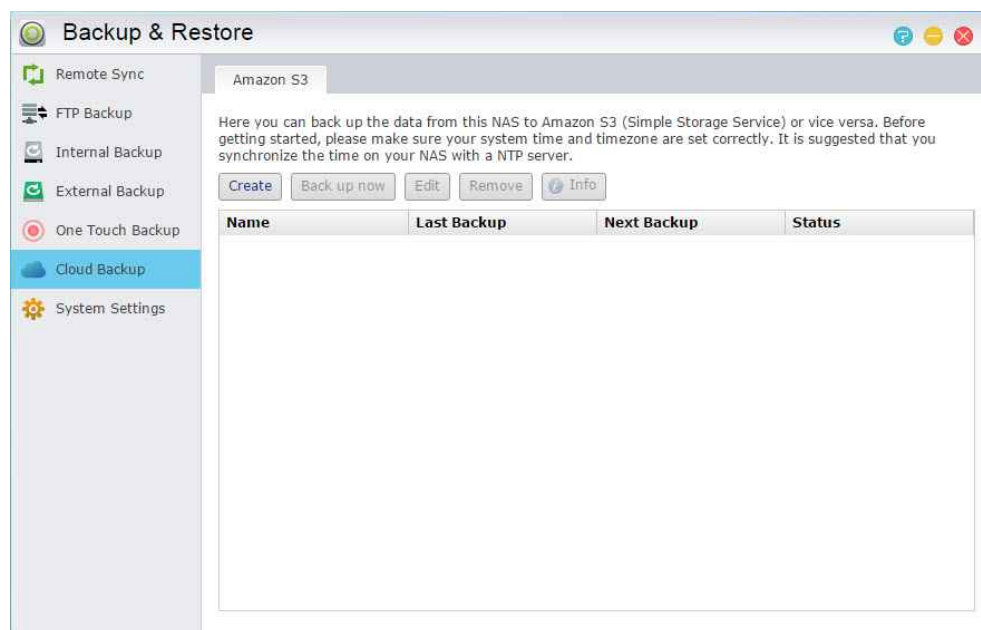 Backup & Restore
Remote Sync
FTP Backup
Internal Backup
External Backup
One Touch Backup
Cloud Backup
System Settings
Amazon S3
Here you can back up the data from this NAS to Amazon S3 (Simple Storage Service) or vice versa. Before
getting started, please make sure your system time and timezone are set correctly. It is suggested that you
synchronize the time on your NAS with a NTP server.
Create Back up now Edit Remove Info
Name Last Backup Next Backup Status